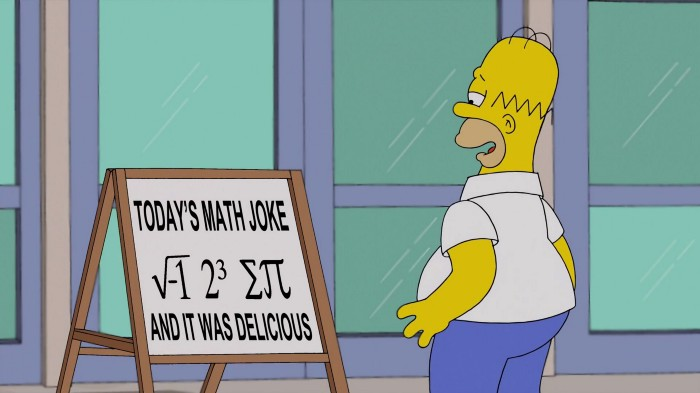 TODAY'S MATH JOKE
√-1 2³ Σπ
AND IT WAS DELICIOUS